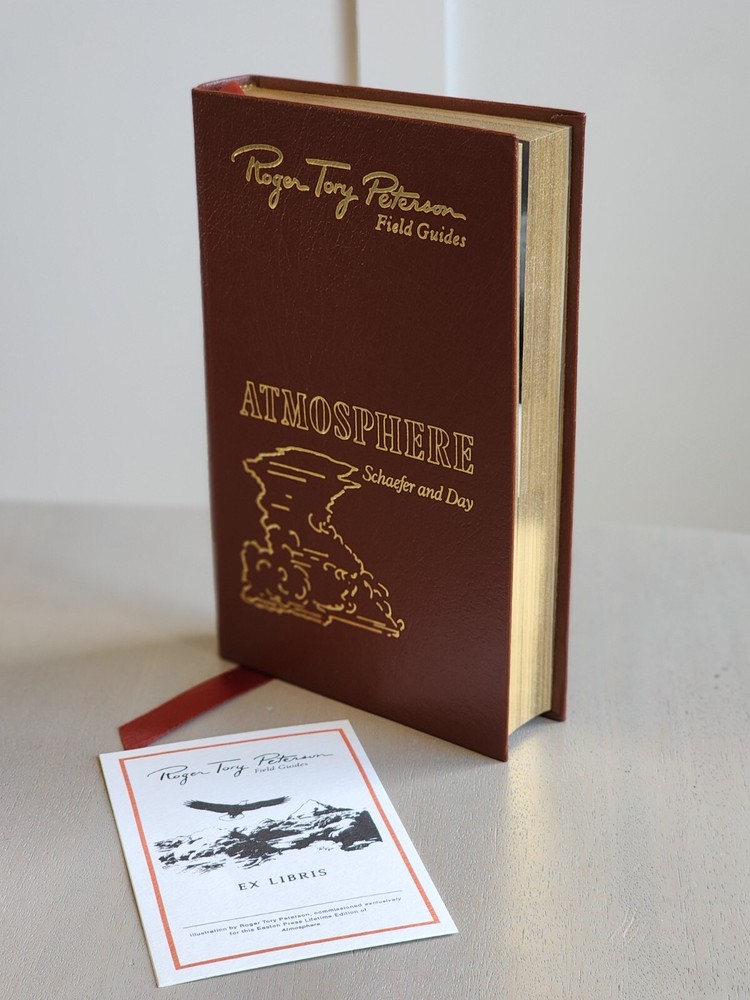 Roger Tory Peterson
Field Guides
ATMOSPHERE
Schaefer and Day
Roger Tory Peterson
Field Guides
EX LIBRIS
Illustration by Roger Tory Peterson, commissioned exclusively
for this Easton Press Lifetime Edition of
Atmosphere